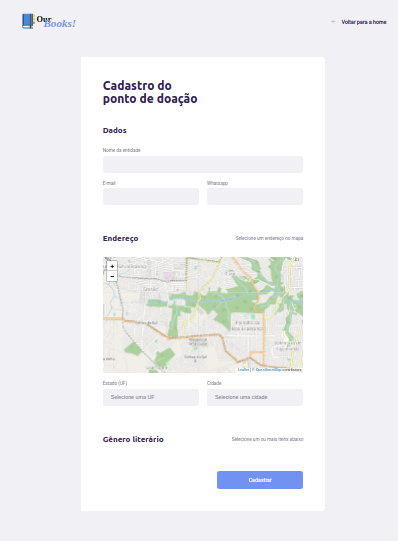 Our
Books!
Voltar para a home
Cadastro do
ponto de doação
Dados
Nome da entidade
E-mail
Whatsapp
Endereço
Selecione um endereço no mapa
+
−
Leaflet | © OpenStreetMap contributors
Estado (UF)
Cidade
Selecione uma UF
Selecione uma cidade
Gênero literário
Selecione um ou mais itens abaixo
Cadastrar